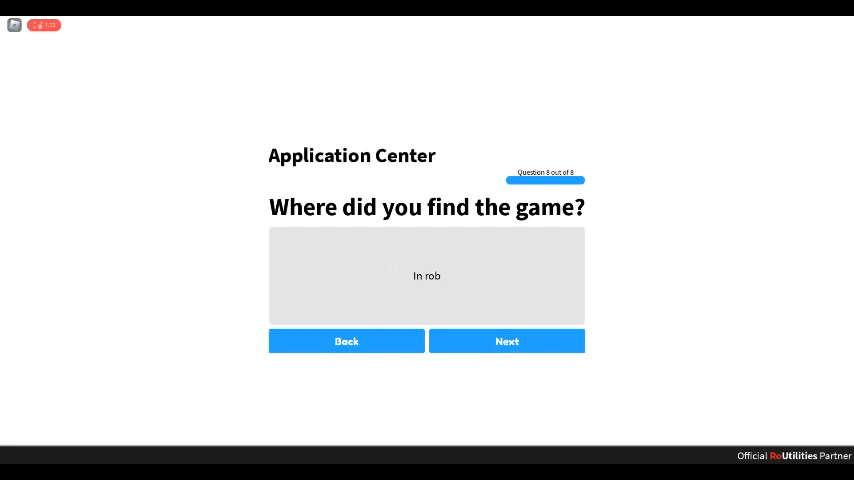 Application Center
Question 8 out of 8
Where did you find the game?
In rob
Back
Next
Official RoUtilities Partner